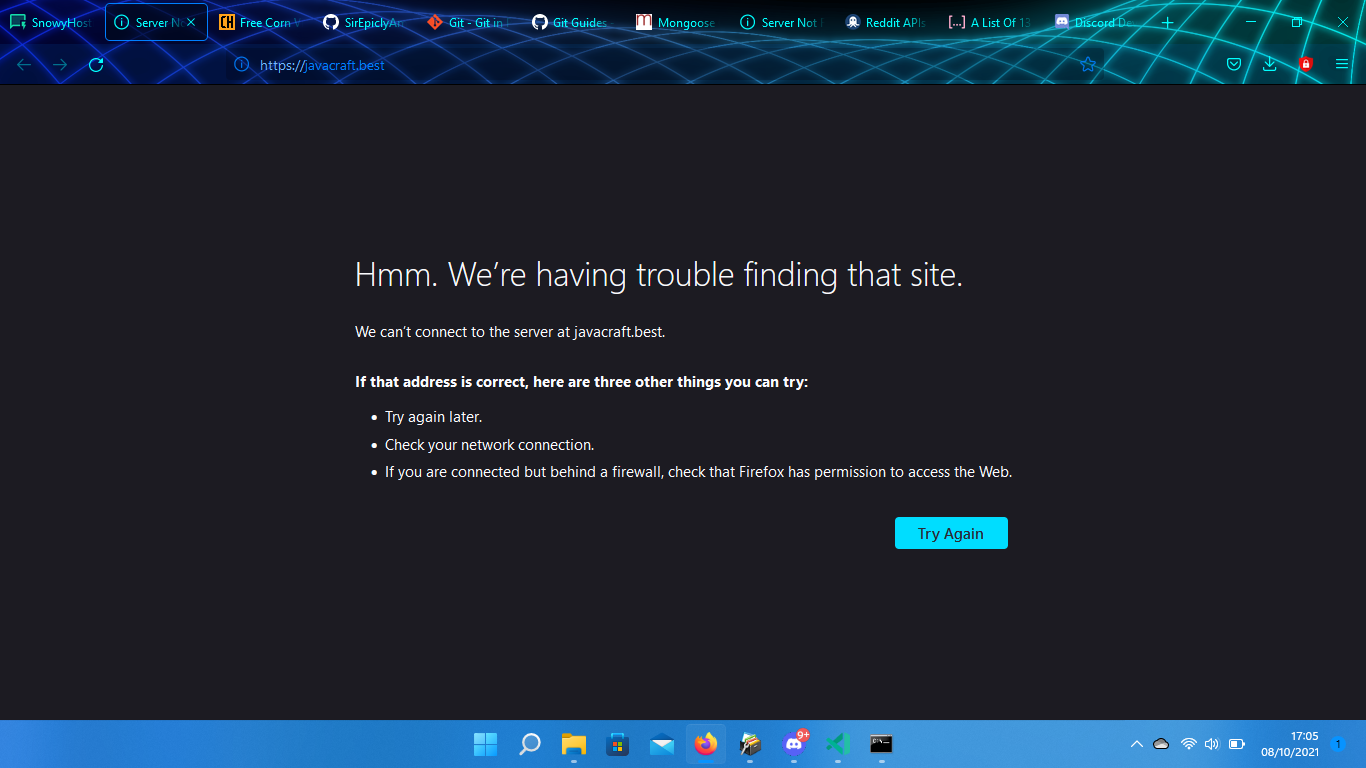 SnowyHost
Server N
Free Corn V
SirEpiclyAr
Git - Git in
Git Guides -
Mongoose
Server Not
Reddit APIs
[...] A List Of 13
Discord De
https://javacraft.best
Hmm. We're having trouble finding that site.
We can't connect to the server at javacraft.best.
If that address is correct, here are three other things you can try:
Try again later.
Check your network connection.
If you are connected but behind a firewall, check that Firefox has permission to access the Web.
Try Again
9+
17:05
08/10/2021
1